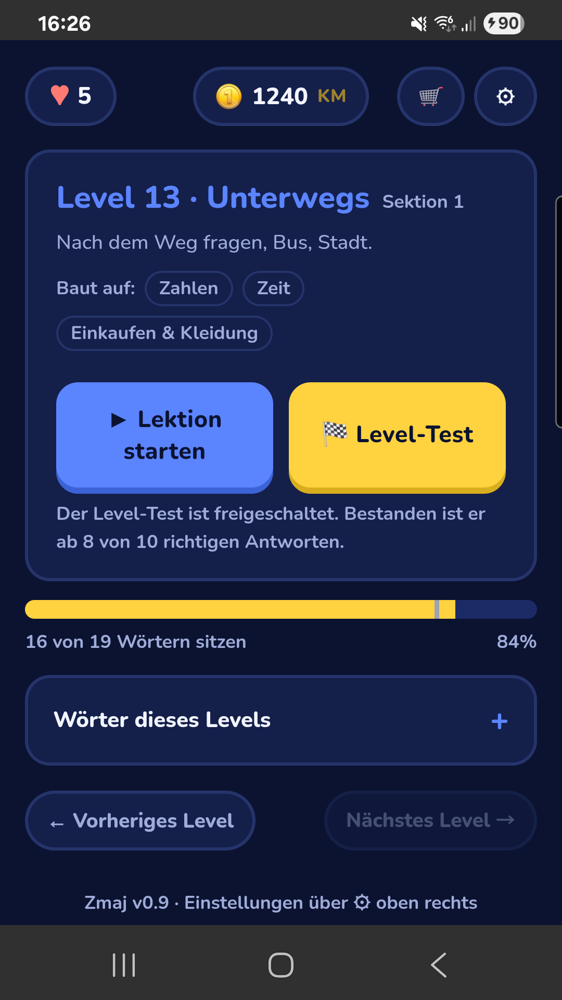 16:26
6
90
♥ 5
1240 KM
Level 13 · Unterwegs Sektion 1
Nach dem Weg fragen, Bus, Stadt.
Baut auf: Zahlen Zeit
Einkaufen & Kleidung
► Lektion
starten
Level-Test
Der Level-Test ist freigeschaltet. Bestanden ist er
ab 8 von 10 richtigen Antworten.
16 von 19 Wörtern sitzen 84%
Wörter dieses Levels +
← Vorheriges Level
Nächstes Level →
Zmaj v0.9 · Einstellungen über ⚙ oben rechts